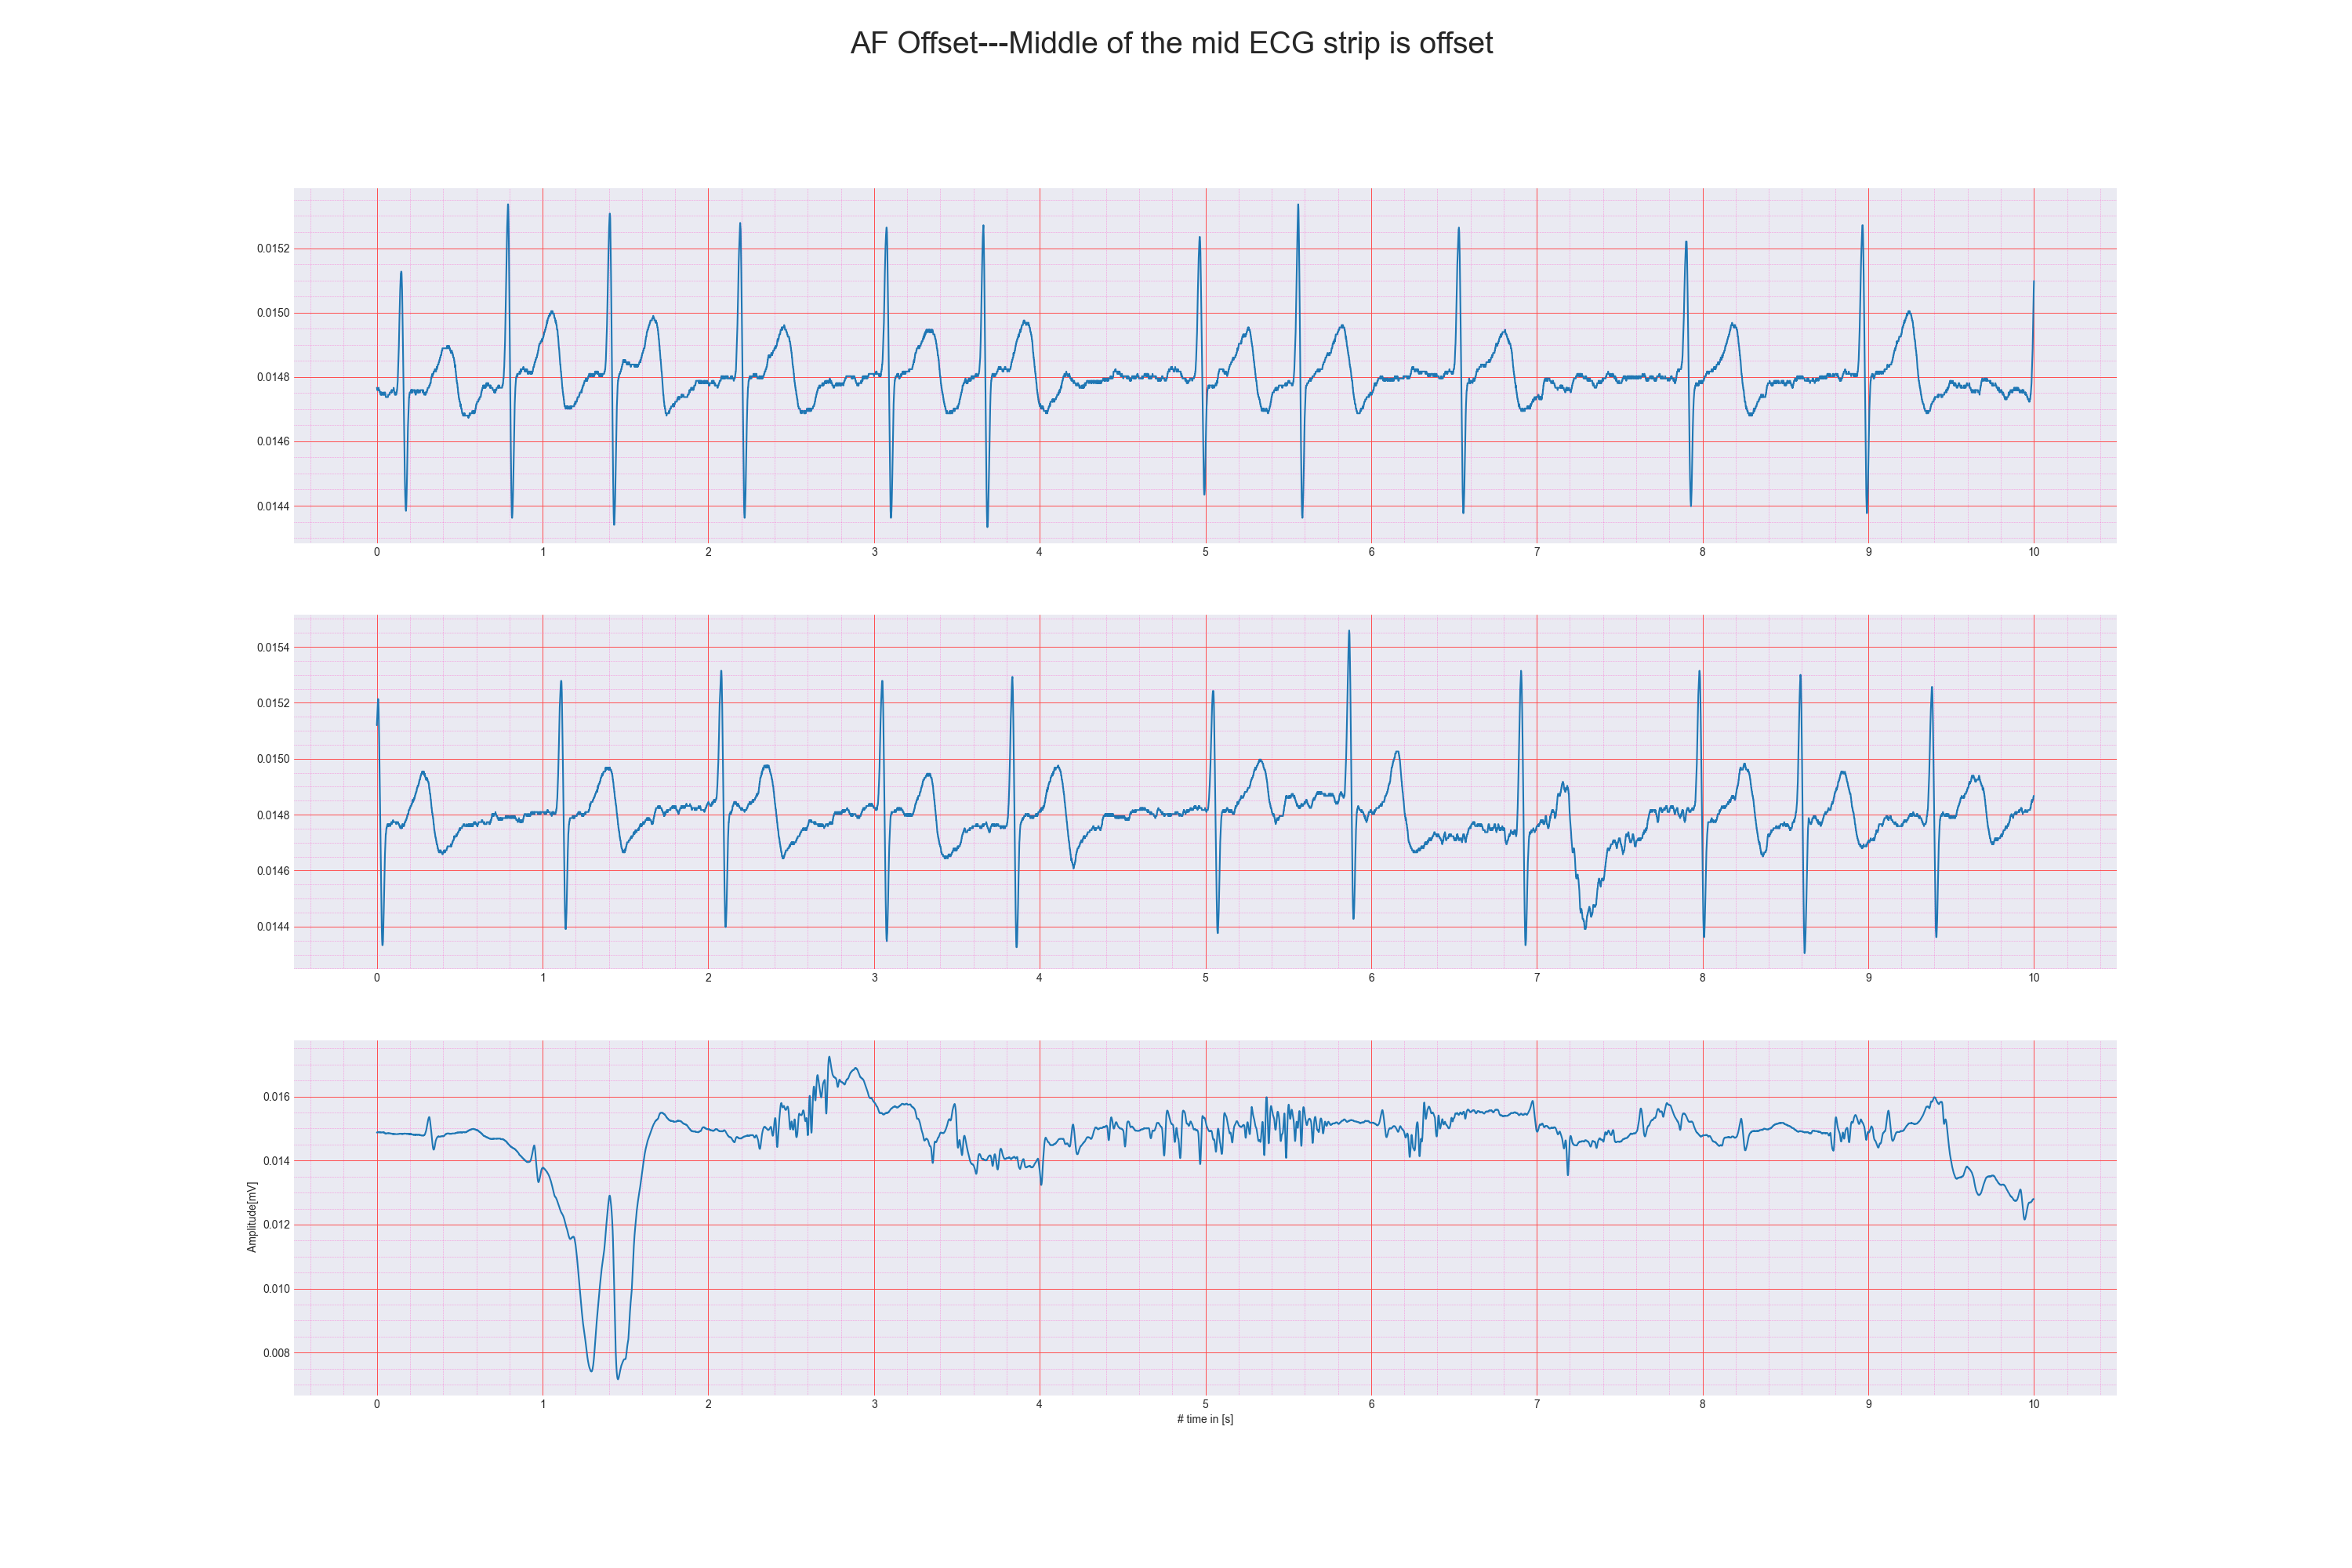 AF Offset---Middle of the mid ECG strip is offset
0.0152
0.0150
0.0148
0.0146
0.0144
0 1 2 3 4 5 6 7 8 9 10
0.0154
0.0152
0.0150
0.0148
0.0146
0.0144
0 1 2 3 4 5 6 7 8 9 10
Amplitude[mV]
0.016
0.014
0.012
0.010
0.008
0 1 2 3 4 5 6 7 8 9 10
# time in [s]